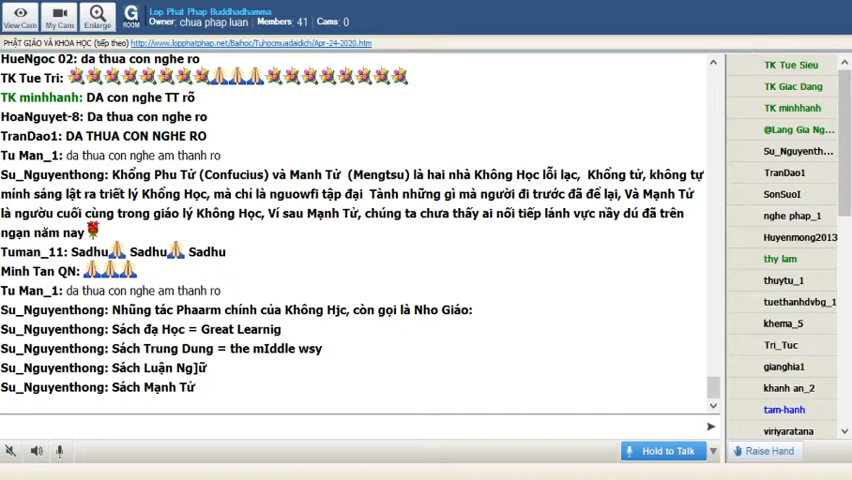 Lop Phat Phap Buddhadhamma
Owner: chua phap luan Members: 41 Cams: 0
View Cam
My Cam
Enlarge
G
ROOM
PHẬT GIÁO VÀ KHOA HỌC (tiếp theo) http://www.lopphatphap.net/Baihoc/Tuhocmuadaidich/Apr-24-2020.htm
HueNgoc 02: da thua con nghe ro
TK Tue Tri:
TK minhhanh: DA con nghe TT rõ
HoaNguyet-8: Da thua con nghe ro
TranDao1: DA THUA CON NGHE RO
Tu Man_1: da thua con nghe am thanh ro
Su_Nguyenthong: Khổng Phu Tử (Confucius) và Manh Tử (Mengtsu) là hai nhà Không Học lỗi lạc, Khổng tử, không tự
mính sáng lật ra triết lý Khổng Học, mà chỉ là nguowfi tập đại Tành những gì mà người đi trước đã để lại, Và Mạnh Tử
là ngườu cuối cùng trong giáo lý Không Học, Ví sau Mạnh Tử, chúng ta chưa thấy ai nối tiếp lánh vực nầy dú đã trên
ngạn năm nay
Tuman_11: Sadhu Sadhu Sadhu
Minh Tan QN:
Tu Man_1: da thua con nghe am thanh ro
Su_Nguyenthong: Những tác Phaarm chính của Không Hjc, còn gọi là Nho Giáo:
Su_Nguyenthong: Sách đạ Học = Great Learnig
Su_Nguyenthong: Sách Trung Dung = the mIddle wsy
Su_Nguyenthong: Sách Luận Ng]ữ
Su_Nguyenthong: Sách Mạnh Tử
Hold to Talk
TK Tue Sieu
TK Giac Dang
TK minhhanh
@Lang Gia Ng...
Su_Nguyenth...
TranDao1
SonSuoI
nghe phap_1
Huyenmong2013
thy lam
thuytu_1
tuethanhdvbg_1
khema_5
Tri_Tuc
gianghia1
khanh an_2
tam-hanh
viriyaratana
Raise Hand